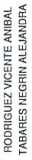 RODRIGUEZ VICENTE ANIBAL
TABARES NEGRIN ALEJANDRA